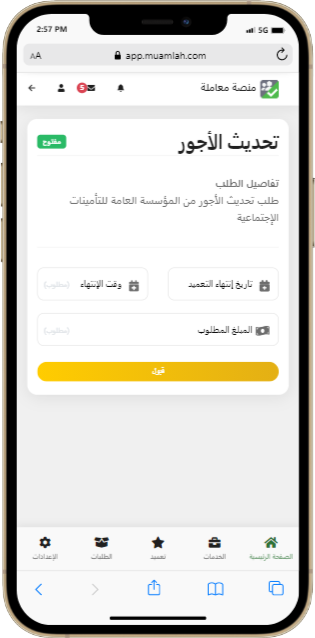 2:57 PM
5G
AA
app.muamlah.com
منصة معاملة
5
تحديث الأجور
مفتوح
تفاصيل الطلب
طلب تحديث الأجور من المؤسسة العامة للتأمينات
الإجتماعية
تاريخ إنتهاء التعميد
وقت الإنتهاء
(مطلوب)
المبلغ المطلوب
(مطلوب)
قبول
الصفحة الرئيسية
الخدمات
تعميد
الطلبات
الإعدادات